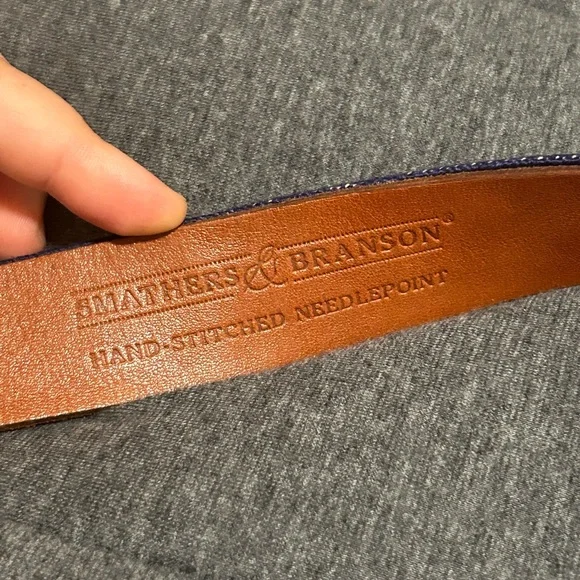 SMATHERS & BRANSON®
HAND-STITCHED NEEDLEPOINT